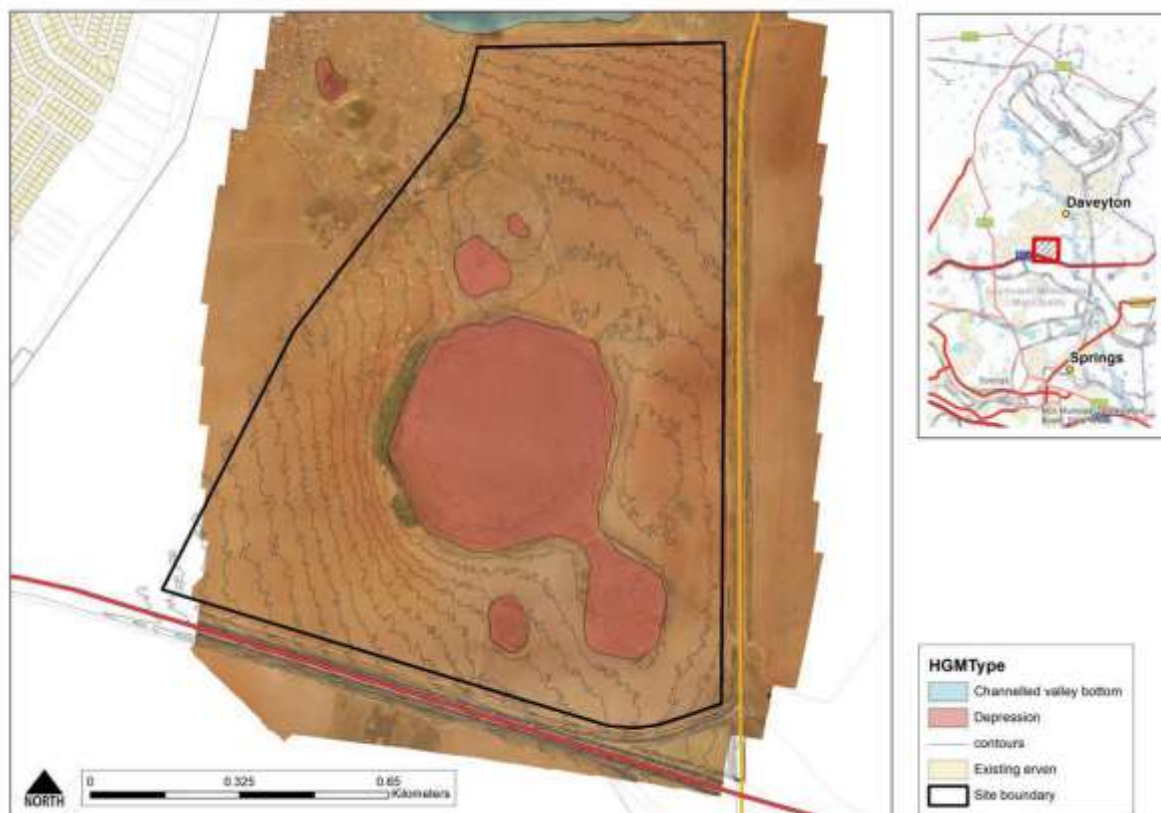 Daveyton
Springs
HGMType
Channelled valley bottom
Depression
contours
Existing erven
Site boundary
NORTH
0 0.325 0.65
Kilometers